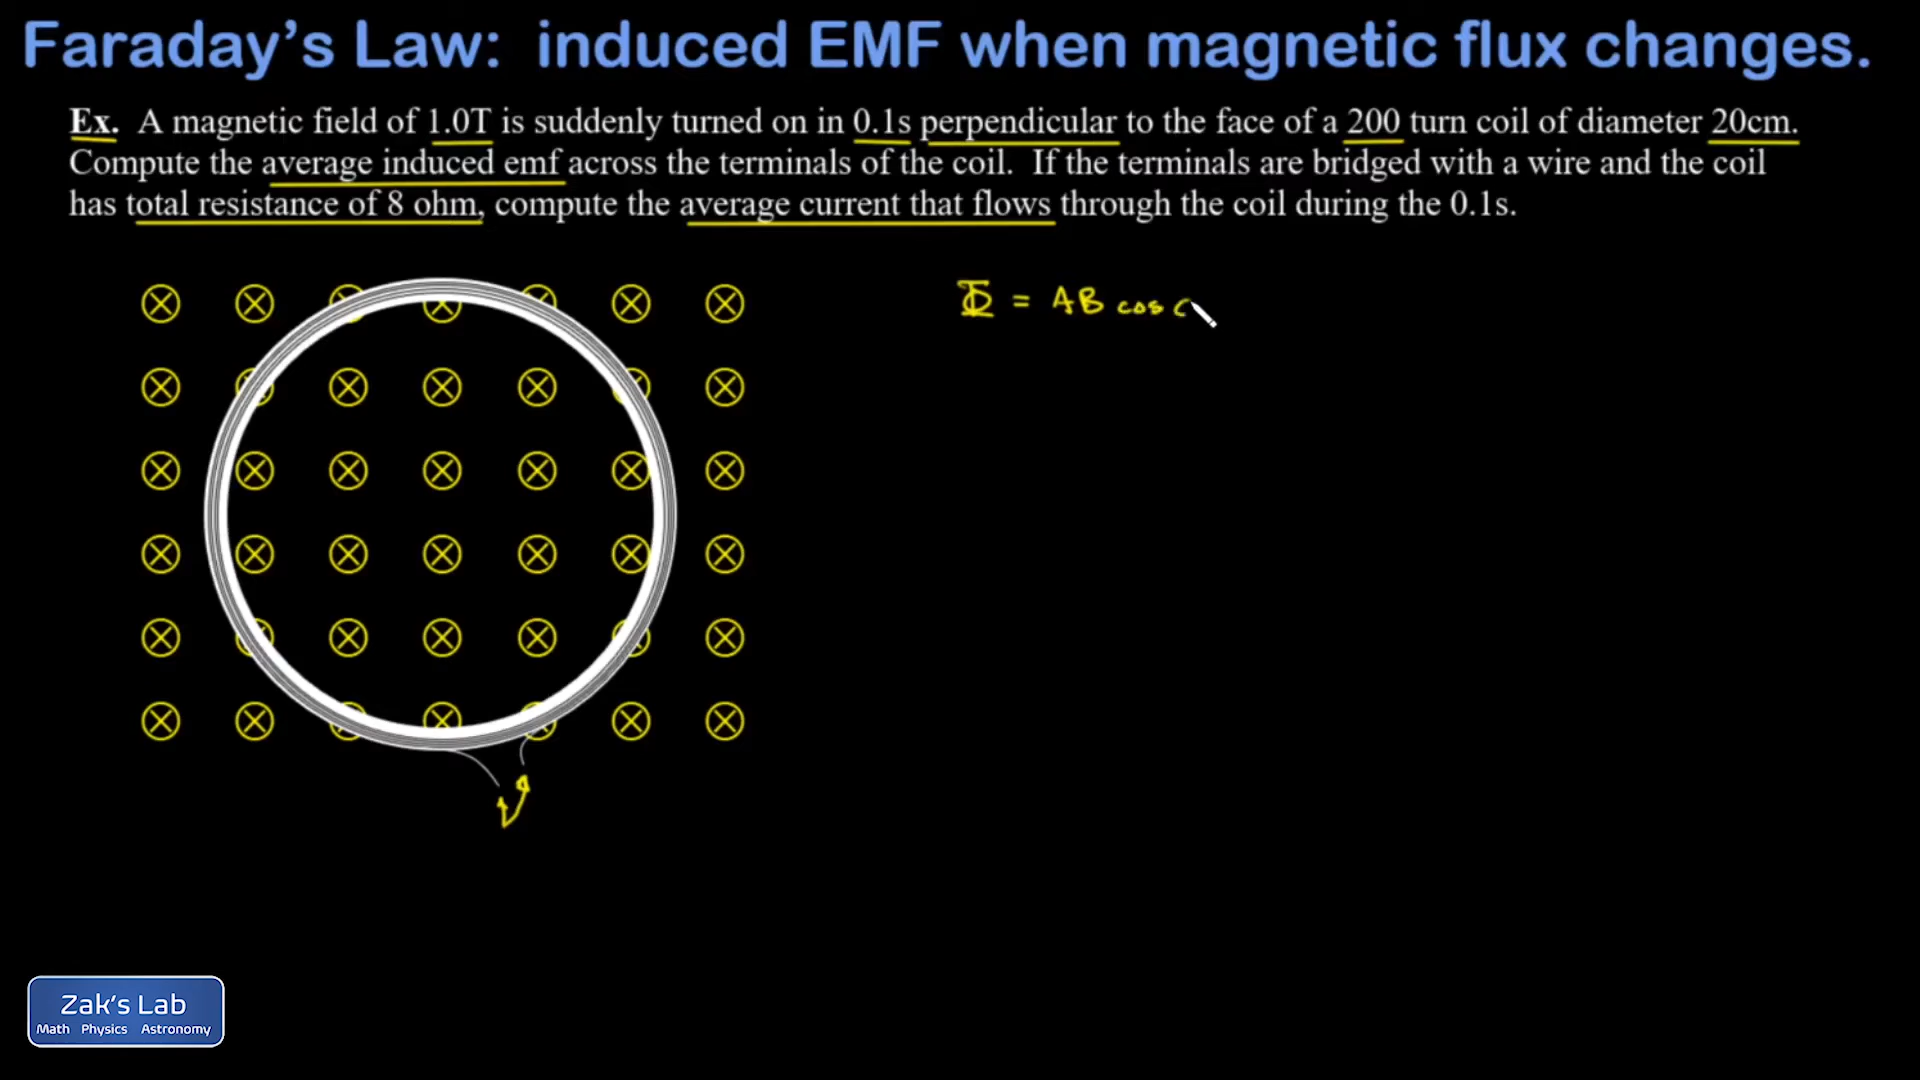 Faraday's Law: induced EMF when magnetic flux changes.
Ex. A magnetic field of 1.0T is suddenly turned on in 0.1s perpendicular to the face of a 200 turn coil of diameter 20cm.
Compute the average induced emf across the terminals of the coil. If the terminals are bridged with a wire and the coil
has total resistance of 8 ohm, compute the average current that flows through the coil during the 0.1s.
Φ = AB cos
V
Zak's Lab
Math Physics Astronomy